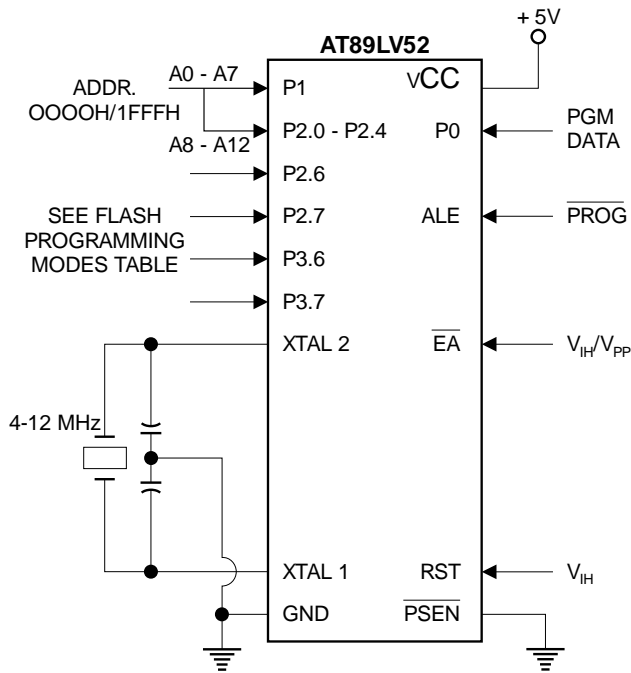 + 5V
AT89LV52
A0 - A7
ADDR.
OOOOH/1FFFH
A8 - A12
P1
VCC
P2.0 - P2.4
P0
PGM
DATA
P2.6
P2.7
ALE
PROG
SEE FLASH
PROGRAMMING
MODES TABLE
P3.6
P3.7
XTAL 2
EA
VIH/VPP
4-12 MHz
XTAL 1
RST
VIH
GND
PSEN